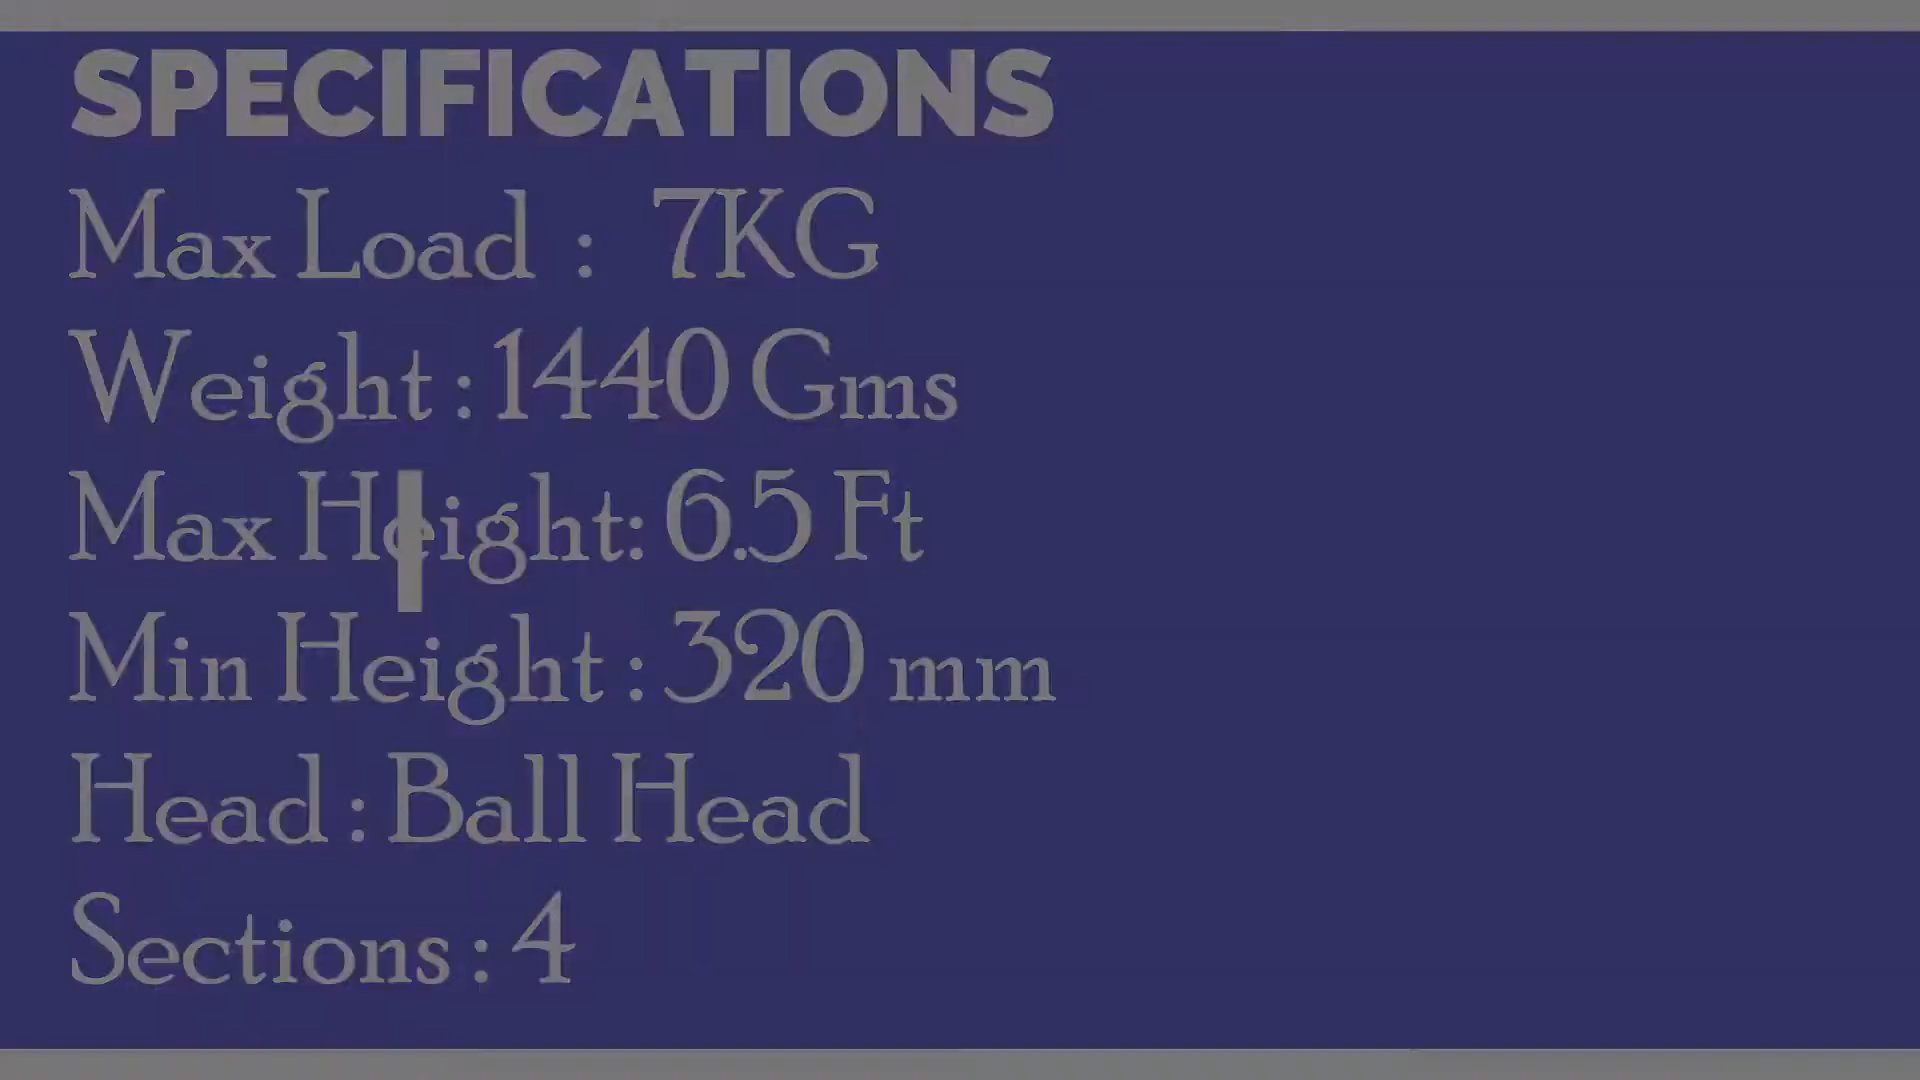 SPECIFICATIONS
Max Load : 7KG
Weight : 1440 Gms
Max Height: 6.5 Ft
Min Height : 320 mm
Head : Ball Head
Sections : 4